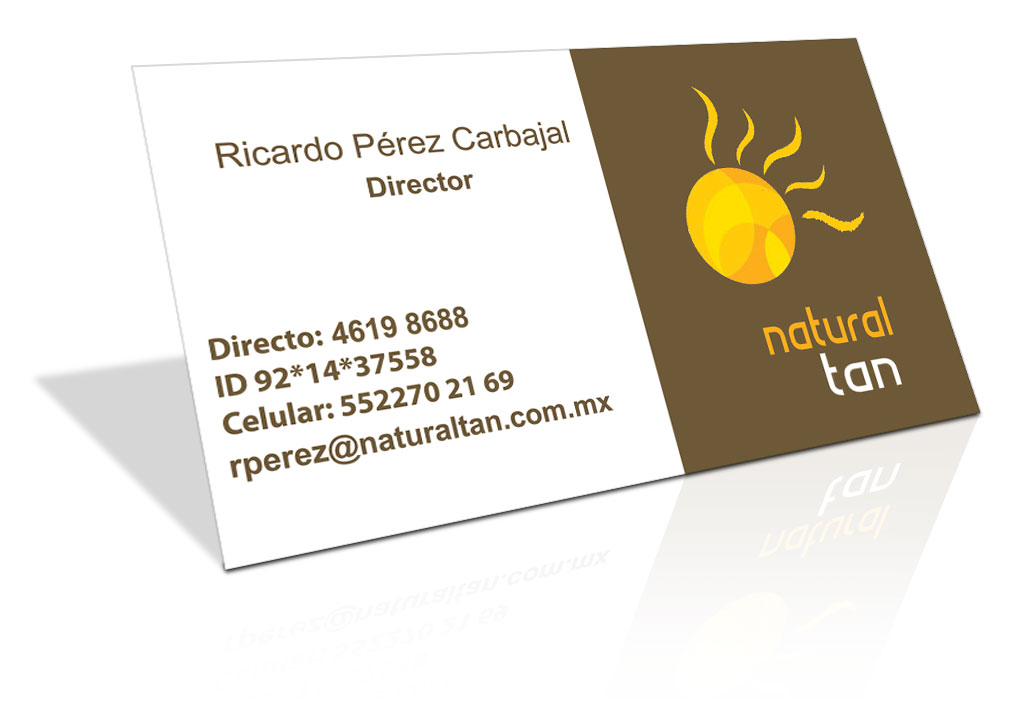 Ricardo Pérez Carbajal
Director
Directo: 4619 8688
ID 92*14*37558
Celular: 552270 21 69
rperez@naturaltan.com.mx
natural
tan